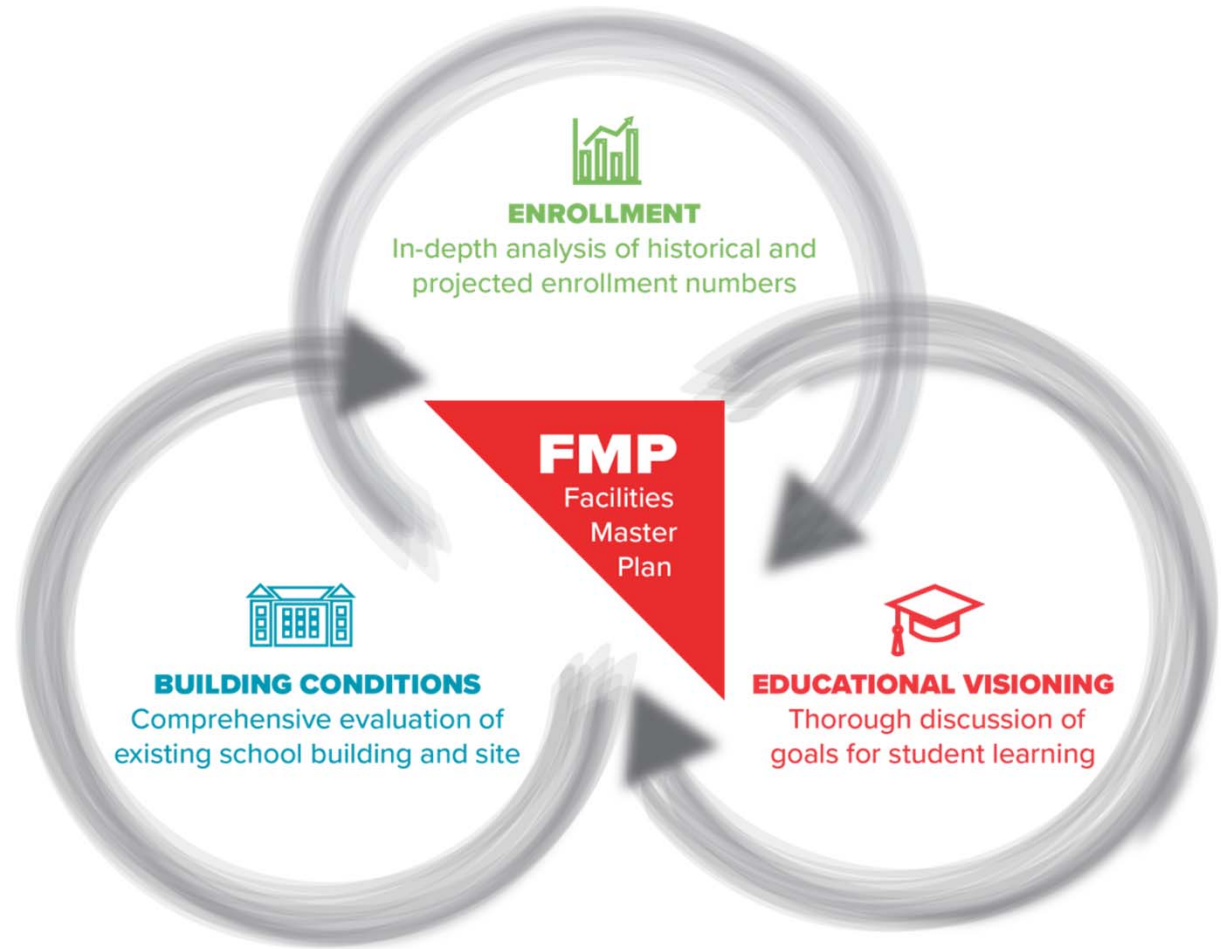 ENROLLMENT
In-depth analysis of historical and
projected enrollment numbers
FMP
Facilities
Master
Plan
BUILDING CONDITIONS
Comprehensive evaluation of
existing school building and site
EDUCATIONAL VISIONING
Thorough discussion of
goals for student learning